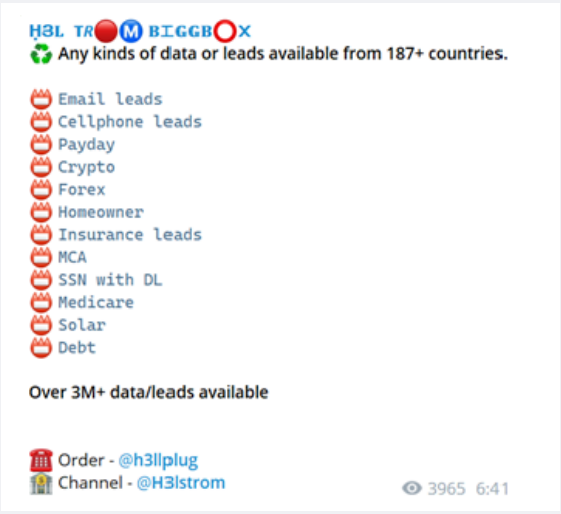 ḤƎL TR🔴Ⓜ️ BIGGB⭕X
♻️ Any kinds of data or leads available from 187+ countries.
📛 Email leads
📛 Cellphone leads
📛 Payday
📛 Crypto
📛 Forex
📛 Homeowner
📛 Insurance leads
📛 MCA
📛 SSN with DL
📛 Medicare
📛 Solar
📛 Debt
Over 3M+ data/leads available
☎️ Order - @h3llplug
🏦 Channel - @H3lstrom
3965 6:41